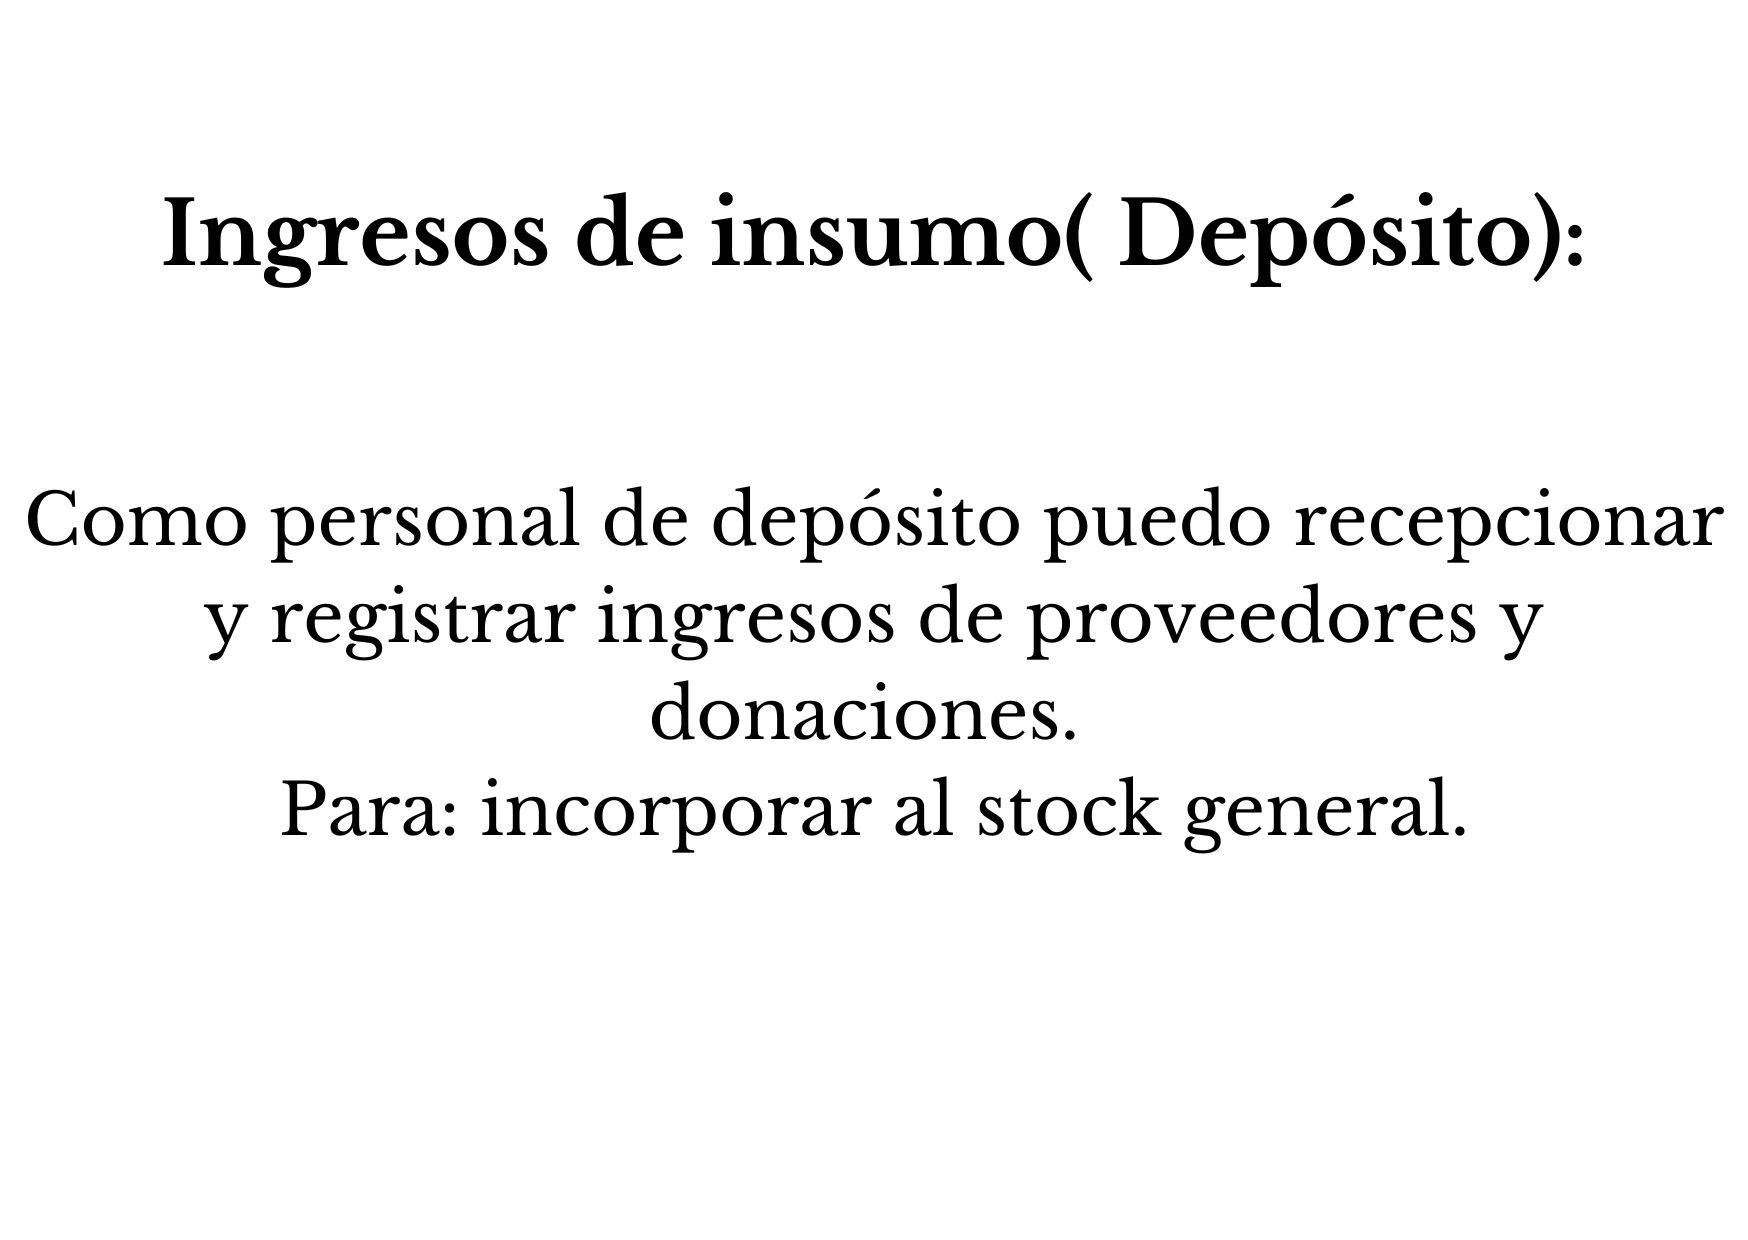 Ingresos de insumo( Depósito):
Como personal de depósito puedo recepcionar
y registrar ingresos de proveedores y
donaciones.
Para: incorporar al stock general.